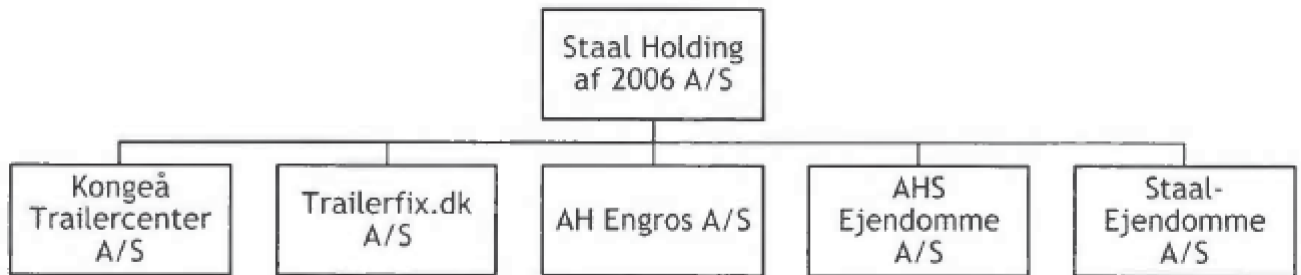 Staal Holding
af 2006 A/S
Kongeå
Trailercenter
A/S
Trailerfix.dk
A/S
AH Engros A/S
AHS
Ejendomme
A/S
Staal-
Ejendomme
A/S